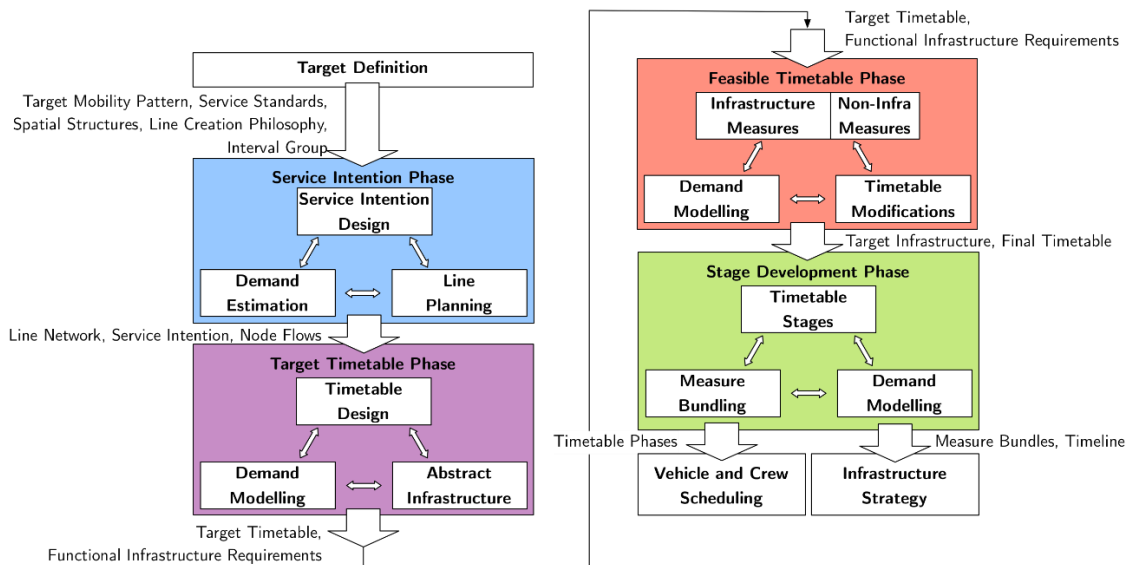 Target Definition
Target Mobility Pattern, Service Standards,
Spatial Structures, Line Creation Philosophy,
Interval Group
Service Intention Phase
Service Intention
Design
Demand
Estimation
Line
Planning
Line Network, Service Intention, Node Flows
Target Timetable Phase
Timetable
Design
Demand
Modelling
Abstract
Infrastructure
Target Timetable,
Functional Infrastructure Requirements
Target Timetable,
Functional Infrastructure Requirements
Feasible Timetable Phase
Infrastructure
Measures
Non-Infra
Measures
Demand
Modelling
Timetable
Modifications
Target Infrastructure, Final Timetable
Stage Development Phase
Timetable
Stages
Measure
Bundling
Demand
Modelling
Timetable Phases
Measure Bundles, Timeline
Vehicle and Crew
Scheduling
Infrastructure
Strategy